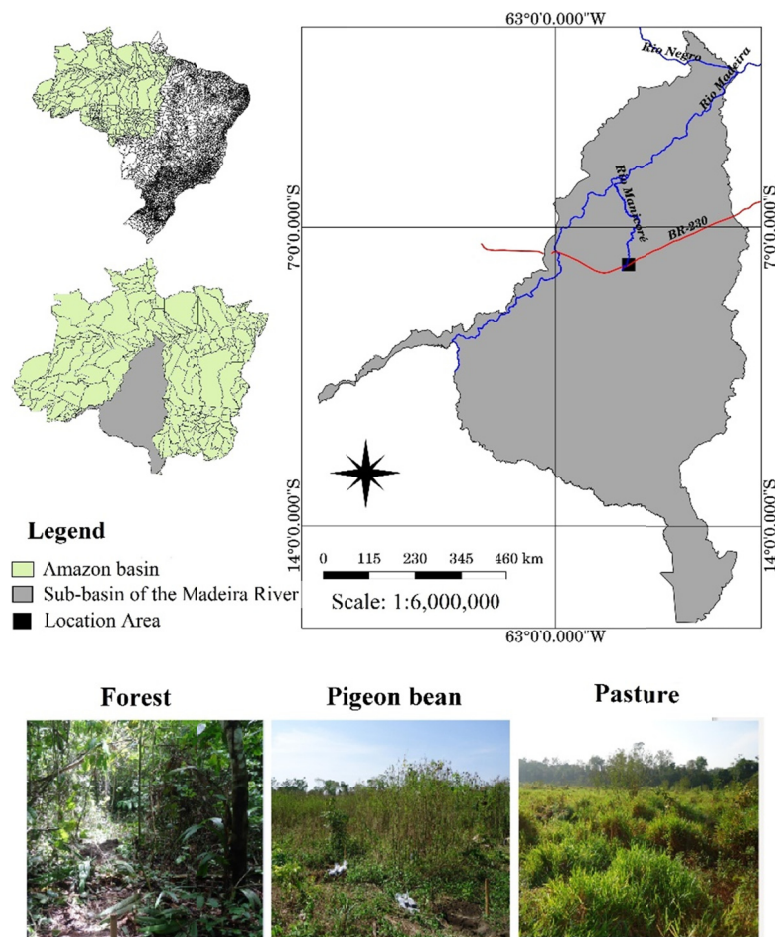 63°0'0.000"W
Rio Negro
Rio Madeira
Rio Manicoré
BR-230
7°0'0.000"S
7°0'0.000"S
14°0'0.000"S
14°0'0.000"S
0 115 230 345 460 km
Scale: 1:6,000,000
63°0'0.000"W
Legend
Amazon basin
Sub-basin of the Madeira River
Location Area
Forest
Pigeon bean
Pasture